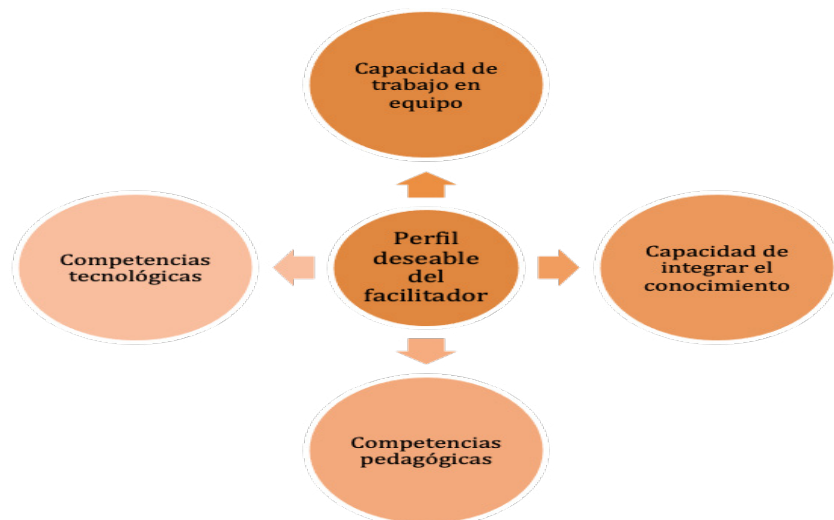 Capacidad de
trabajo en
equipo
Competencias
tecnológicas
Perfil
deseable
del
facilitador
Capacidad de
integrar el
conocimiento
Competencias
pedagógicas